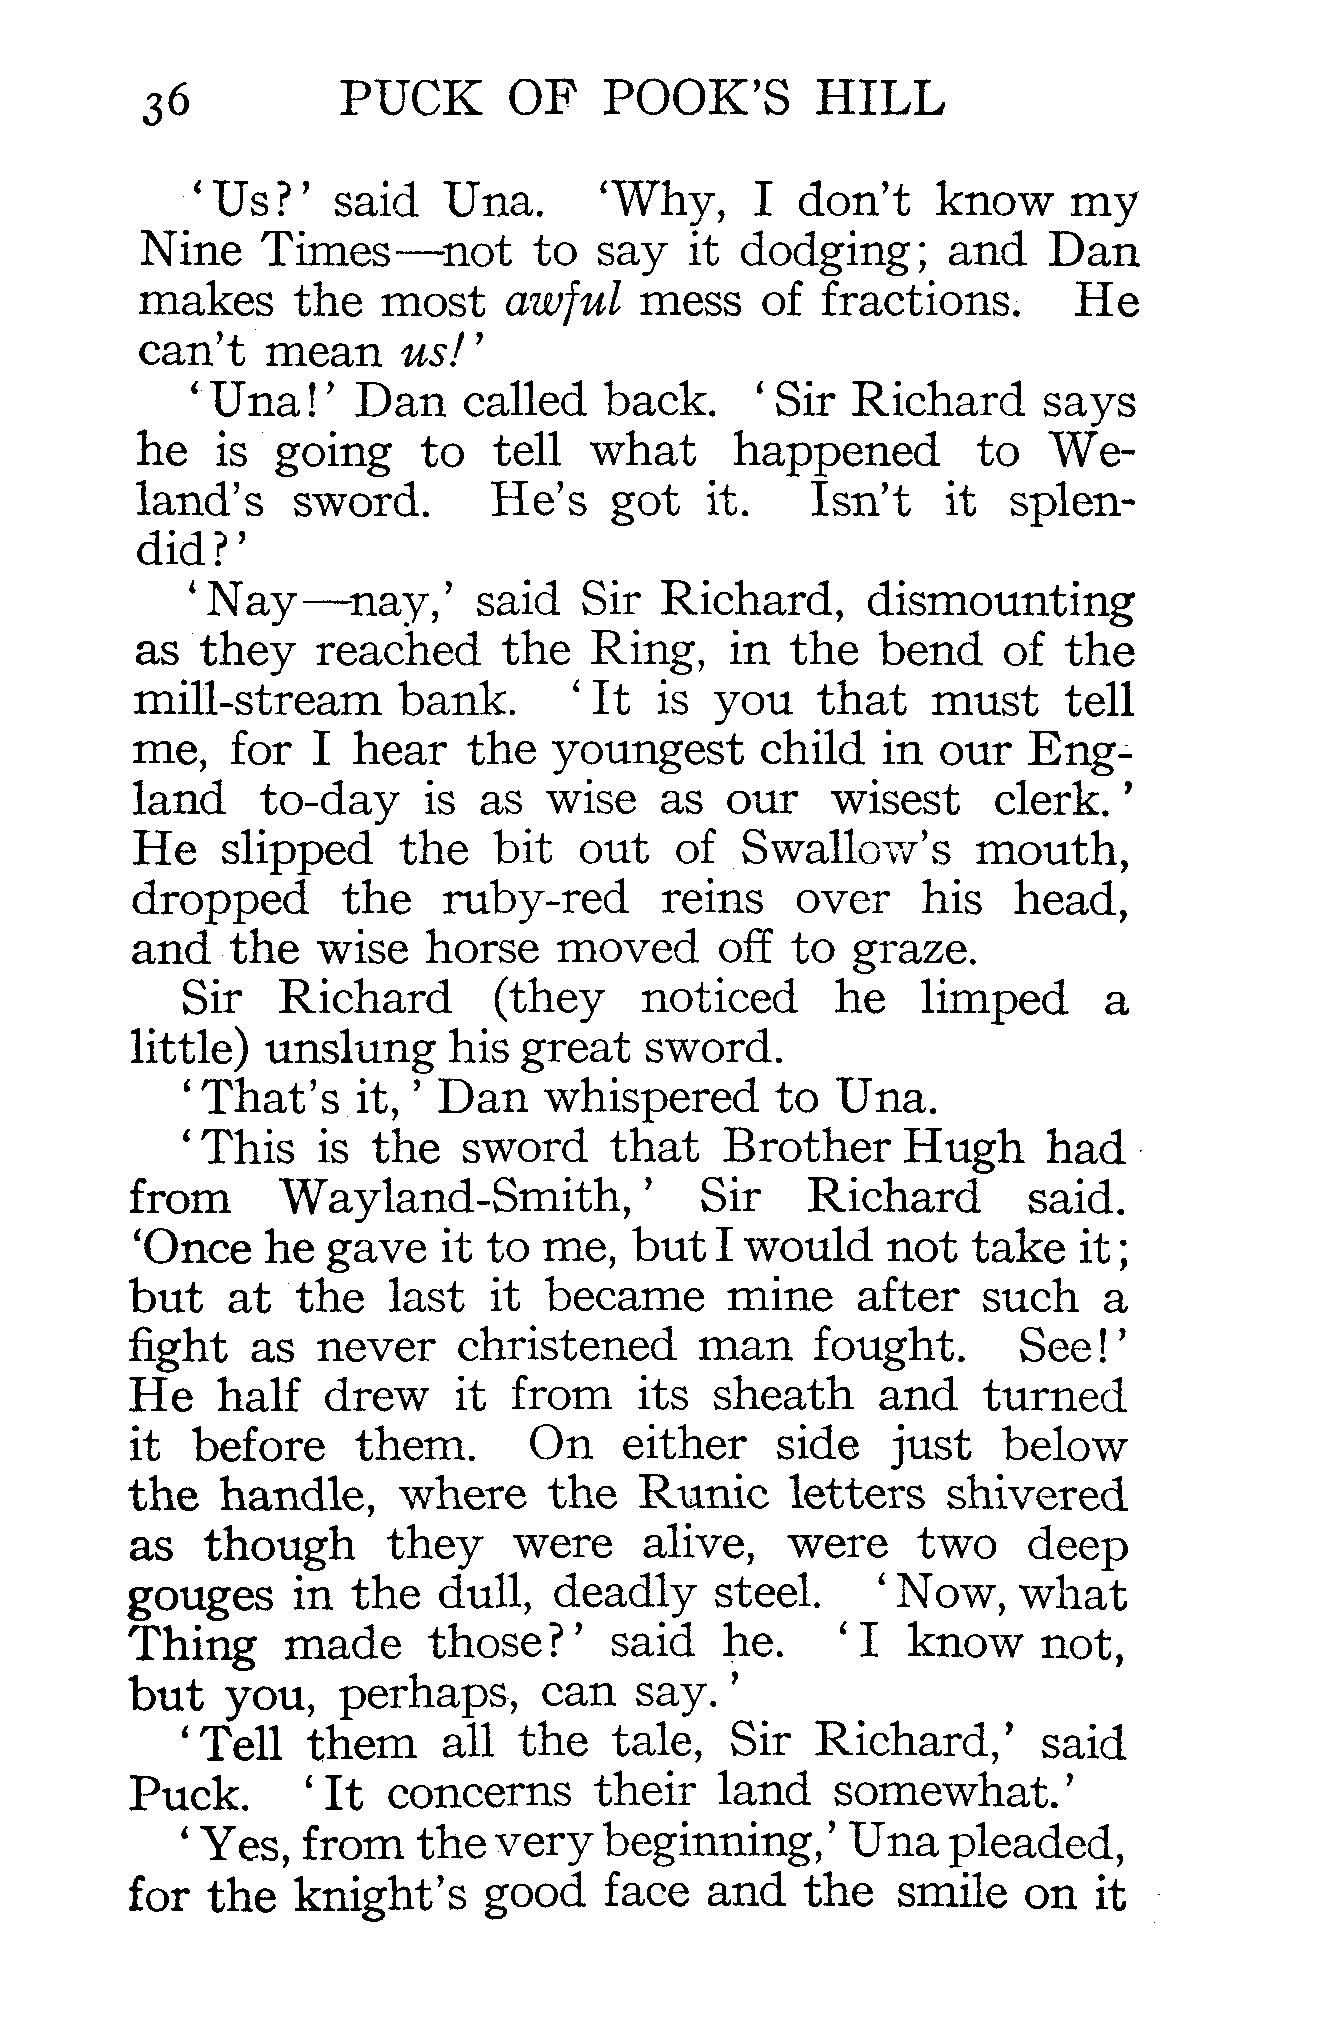 36 PUCK OF POOK'S HILL
‘Us?’ said Una. ‘Why, I don't know my
Nine Times—not to say it dodging; and Dan
makes the most awful mess of fractions. He
can't mean us!’
‘Una!’ Dan called back. ‘Sir Richard says
he is going to tell what happened to We-
land's sword. He's got it. Isn't it splen-
did?’
‘Nay—nay,’ said Sir Richard, dismounting
as they reached the Ring, in the bend of the
mill-stream bank. ‘It is you that must tell
me, for I hear the youngest child in our Eng-
land to-day is as wise as our wisest clerk.’
He slipped the bit out of Swallow's mouth,
dropped the ruby-red reins over his head,
and the wise horse moved off to graze.
Sir Richard (they noticed he limped a
little) unslung his great sword.
‘That's it,’ Dan whispered to Una.
‘This is the sword that Brother Hugh had
from Wayland-Smith,’ Sir Richard said.
‘Once he gave it to me, but I would not take it;
but at the last it became mine after such a
fight as never christened man fought. See!’
He half drew it from its sheath and turned
it before them. On either side just below
the handle, where the Runic letters shivered
as though they were alive, were two deep
gouges in the dull, deadly steel. ‘Now, what
Thing made those?’ said he. ‘I know not,
but you, perhaps, can say.’
‘Tell them all the tale, Sir Richard,’ said
Puck. ‘It concerns their land somewhat.’
‘Yes, from the very beginning,’ Una pleaded,
for the knight's good face and the smile on it